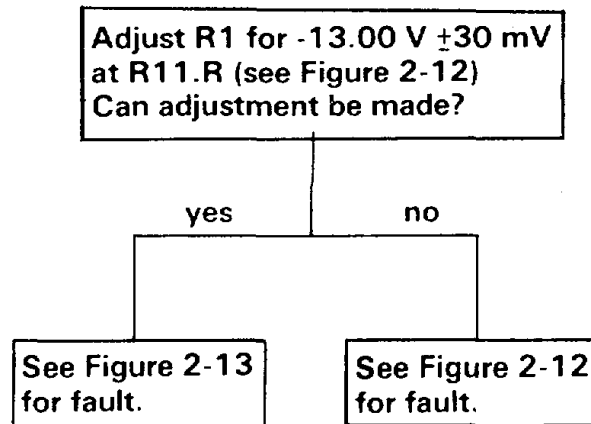 Adjust R1 for -13.00 V ±30 mV
at R11.R (see Figure 2-12)
Can adjustment be made?
yes
no
See Figure 2-13
for fault.
See Figure 2-12
for fault.